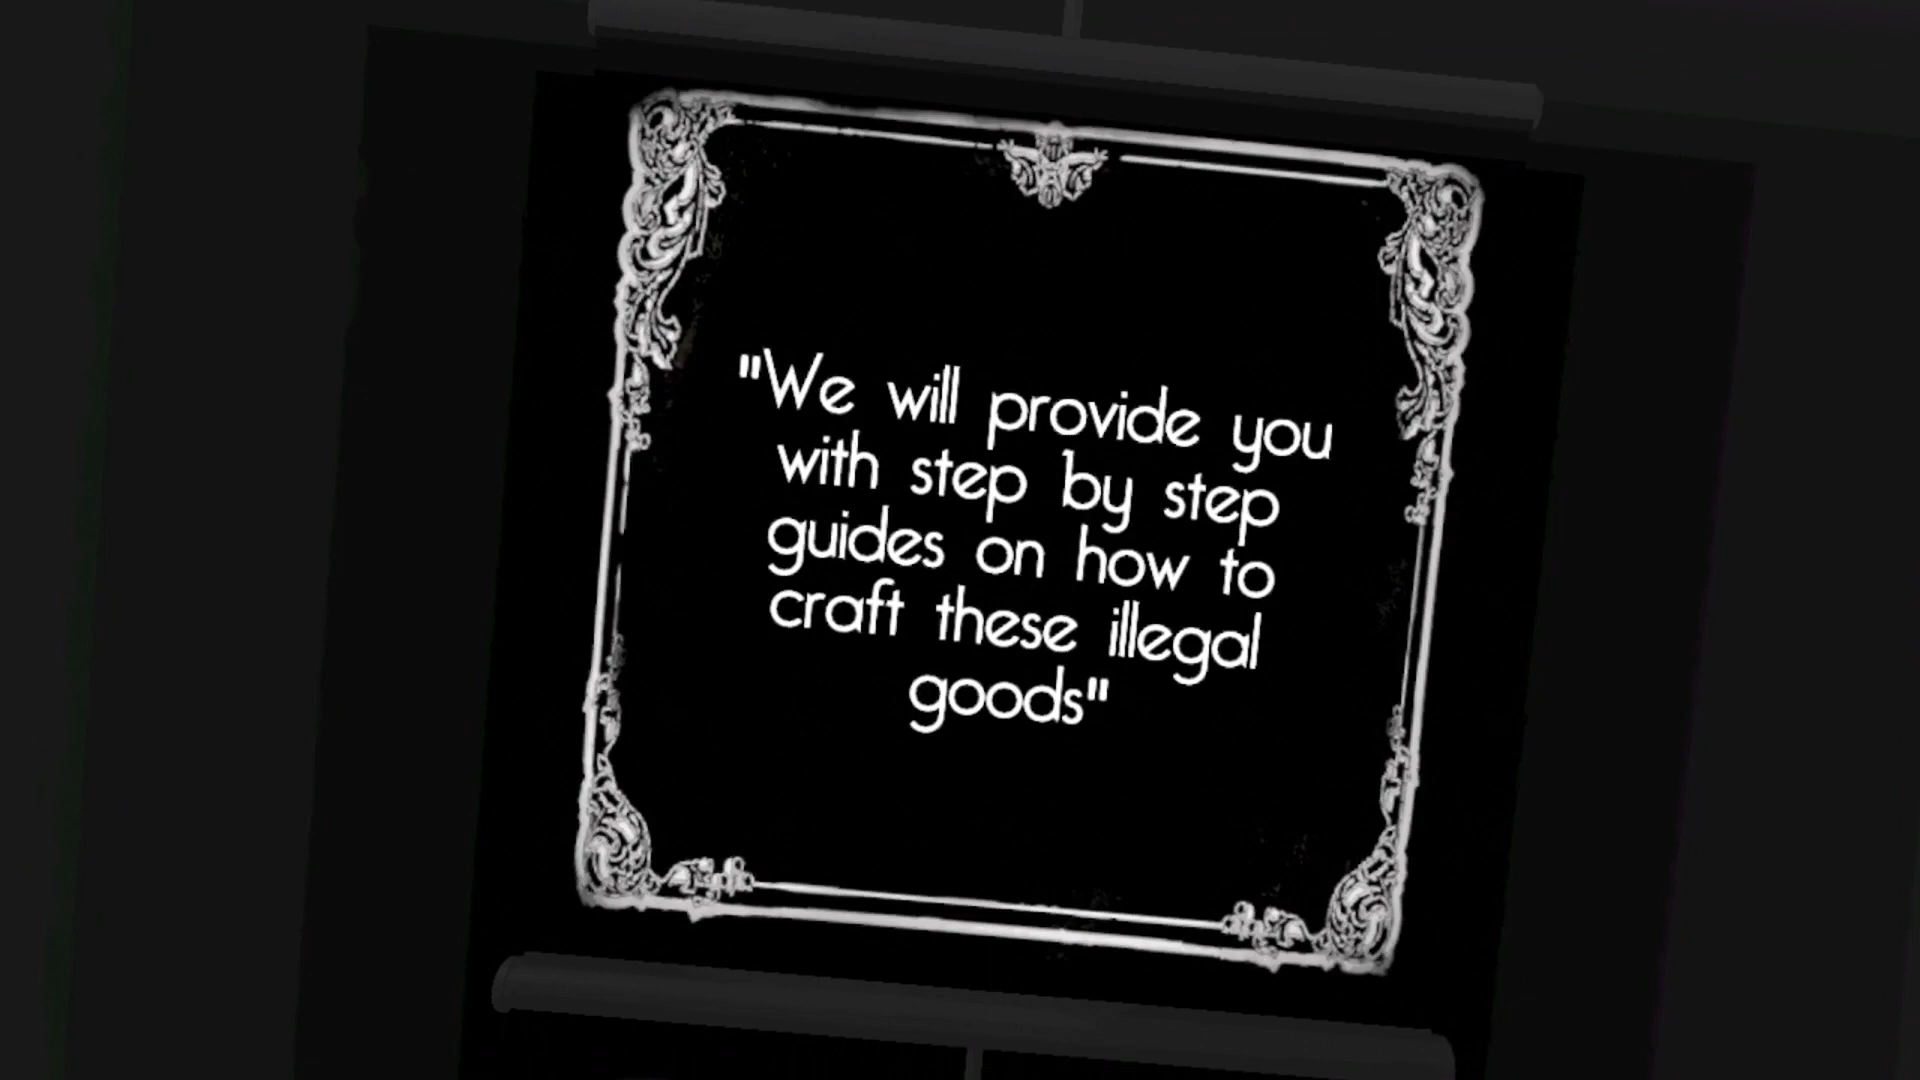 "We will provide you
with step by step
guides on how to
craft these illegal
goods"